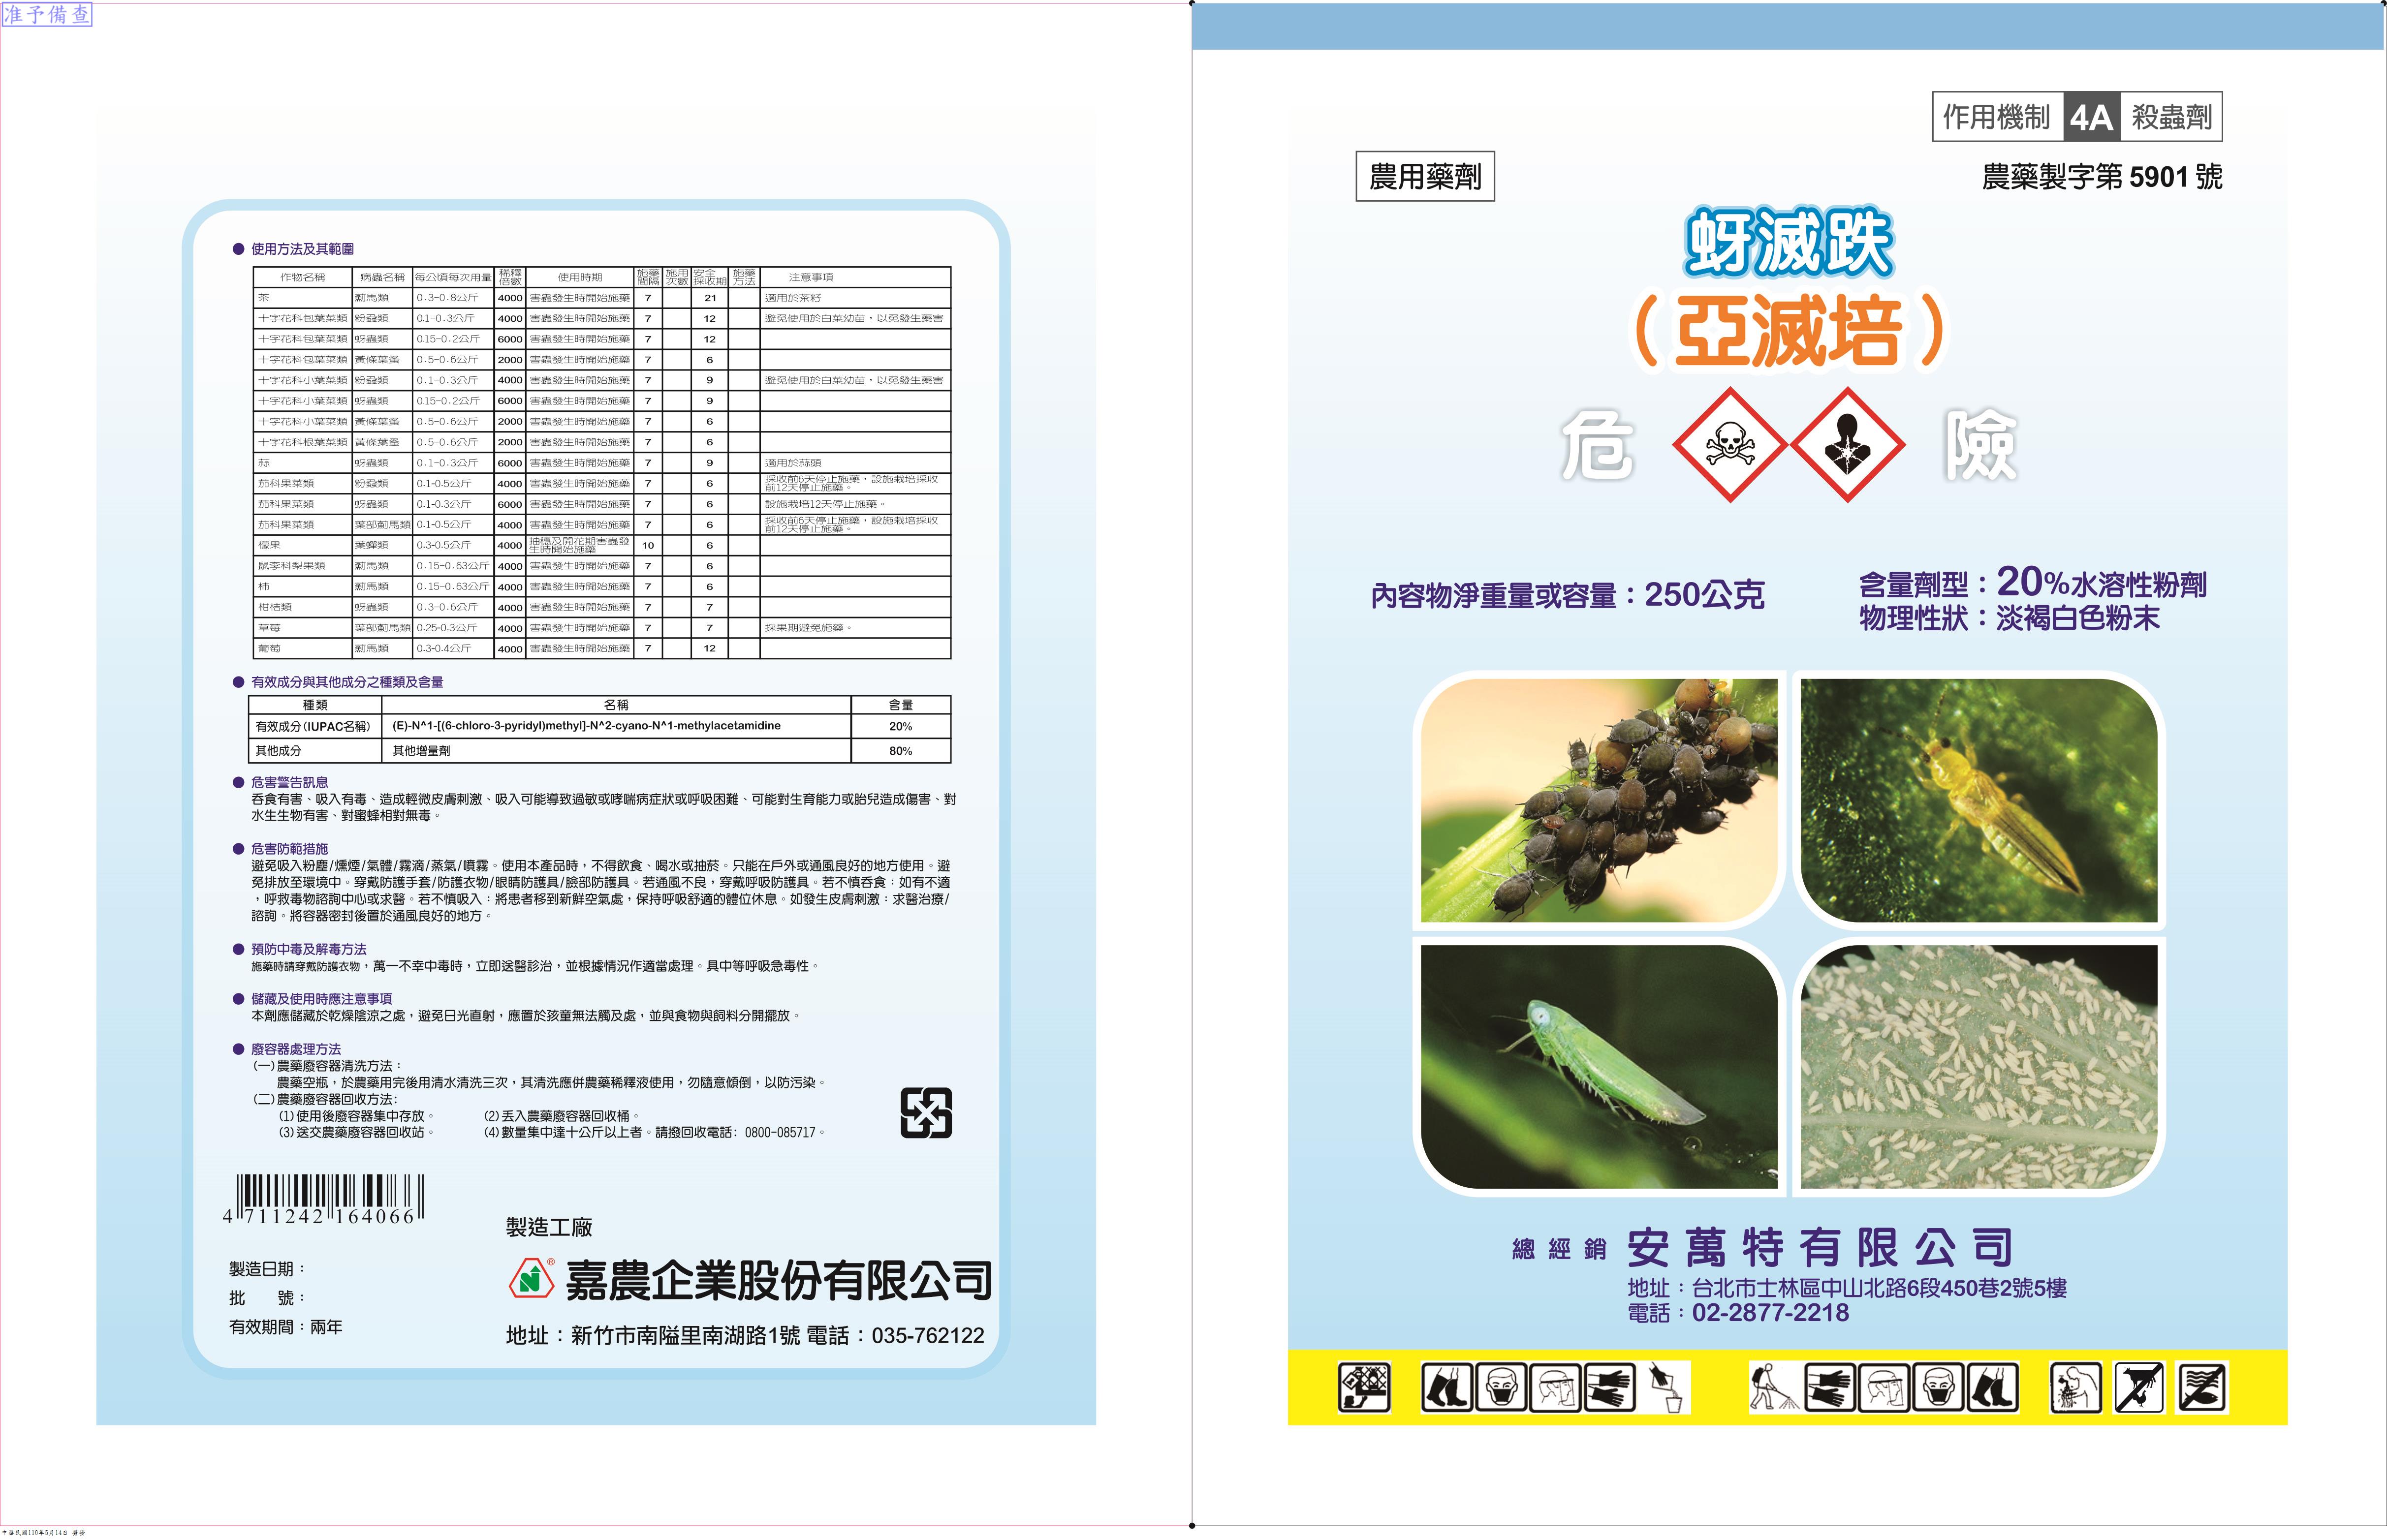 准予備查
● 使用方法及其範圍
作物名稱 病蟲名稱 每公頃每次用量 稀釋倍數 使用時期 施藥間隔 施用次數 安全採收期 施藥方法 注意事項
茶 薊馬類 0.3-0.8公斤 4000 害蟲發生時開始施藥 7 21 適用於茶籽
十字花科包葉菜類 粉蝨類 0.1-0.3公斤 4000 害蟲發生時開始施藥 7 12 避免使用於白菜幼苗，以免發生藥害
十字花科包葉菜類 蚜蟲類 0.15-0.2公斤 6000 害蟲發生時開始施藥 7 12
十字花科包葉菜類 黃條葉蚤 0.5-0.6公斤 2000 害蟲發生時開始施藥 7 6
十字花科小葉菜類 粉蝨類 0.1-0.3公斤 4000 害蟲發生時開始施藥 7 9 避免使用於白菜幼苗，以免發生藥害
十字花科小葉菜類 蚜蟲類 0.15-0.2公斤 6000 害蟲發生時開始施藥 7 9
十字花科小葉菜類 黃條葉蚤 0.5-0.6公斤 2000 害蟲發生時開始施藥 7 6
十字花科根葉菜類 黃條葉蚤 0.5-0.6公斤 2000 害蟲發生時開始施藥 7 6
蒜 蚜蟲類 0.1-0.3公斤 6000 害蟲發生時開始施藥 7 9 適用於蒜頭
茄科果菜類 粉蝨類 0.1-0.5公斤 4000 害蟲發生時開始施藥 7 6 採收前6天停止施藥，設施栽培採收前12天停止施藥。
茄科果菜類 蚜蟲類 0.1-0.3公斤 6000 害蟲發生時開始施藥 7 6 設施栽培12天停止施藥。
茄科果菜類 葉部薊馬類 0.1-0.5公斤 4000 害蟲發生時開始施藥 7 6 採收前6天停止施藥，設施栽培採收前12天停止施藥。
檬果 葉蟬類 0.3-0.5公斤 4000 抽穗及開花期害蟲發生時開始施藥 10 6
鼠李科梨果類 薊馬類 0.15-0.63公斤 4000 害蟲發生時開始施藥 7 6
柿 薊馬類 0.15-0.63公斤 4000 害蟲發生時開始施藥 7 6
柑桔類 蚜蟲類 0.3-0.6公斤 4000 害蟲發生時開始施藥 7 7
草莓 葉部薊馬類 0.25-0.3公斤 4000 害蟲發生時開始施藥 7 7 採果期避免施藥。
葡萄 薊馬類 0.3-0.4公斤 4000 害蟲發生時開始施藥 7 12
● 有效成分與其他成分之種類及含量
種類 名稱 含量
有效成分(IUPAC名稱) (E)-N^1-[(6-chloro-3-pyridyl)methyl]-N^2-cyano-N^1-methylacetamidine 20%
其他成分 其他增量劑 80%
● 危害警告訊息
吞食有害、吸入有毒、造成輕微皮膚刺激、吸入可能導致過敏或哮喘病症狀或呼吸困難、可能對生育能力或胎兒造成傷害、對
水生生物有害、對蜜蜂相對無毒。
● 危害防範措施
避免吸入粉塵/燻煙/氣體/霧滴/蒸氣/噴霧。使用本產品時，不得飲食、喝水或抽菸。只能在戶外或通風良好的地方使用。避
免排放至環境中。穿戴防護手套/防護衣物/眼睛防護具/臉部防護具。若通風不良，穿戴呼吸防護具。若不慎吞食：如有不適
，呼救毒物諮詢中心或求醫。若不慎吸入：將患者移到新鮮空氣處，保持呼吸舒適的體位休息。如發生皮膚刺激：求醫治療/
諮詢。將容器密封後置於通風良好的地方。
● 預防中毒及解毒方法
施藥時請穿戴防護衣物，萬一不幸中毒時，立即送醫診治，並根據情況作適當處理。具中等呼吸急毒性。
● 儲藏及使用時應注意事項
本劑應儲藏於乾燥陰涼之處，避免日光直射，應置於孩童無法觸及處，並與食物與飼料分開擺放。
● 廢容器處理方法
(一)農藥廢容器清洗方法：
農藥空瓶，於農藥用完後用清水清洗三次，其清洗應併農藥稀釋液使用，勿隨意傾倒，以防污染。
(二)農藥廢容器回收方法：
(1)使用後廢容器集中存放。 (2)丟入農藥廢容器回收桶。
(3)送交農藥廢容器回收站。 (4)數量集中達十公斤以上者。請撥回收電話：0800-085717。
4 711242 164066
製造日期：
批 號：
有效期間：兩年
製造工廠
® 嘉農企業股份有限公司
地址：新竹市南隘里南湖路1號 電話：035-762122
中華民國110年5月14日 簽發
作用機制 4A 殺蟲劑
農用藥劑
農藥製字第 5901 號
蚜滅跌
(亞滅培)
危 險
內容物淨重量或容量：250公克
含量劑型：20%水溶性粉劑
物理性狀：淡褐白色粉末
總經銷 安萬特有限公司
地址：台北市士林區中山北路6段450巷2號5樓
電話：02-2877-2218